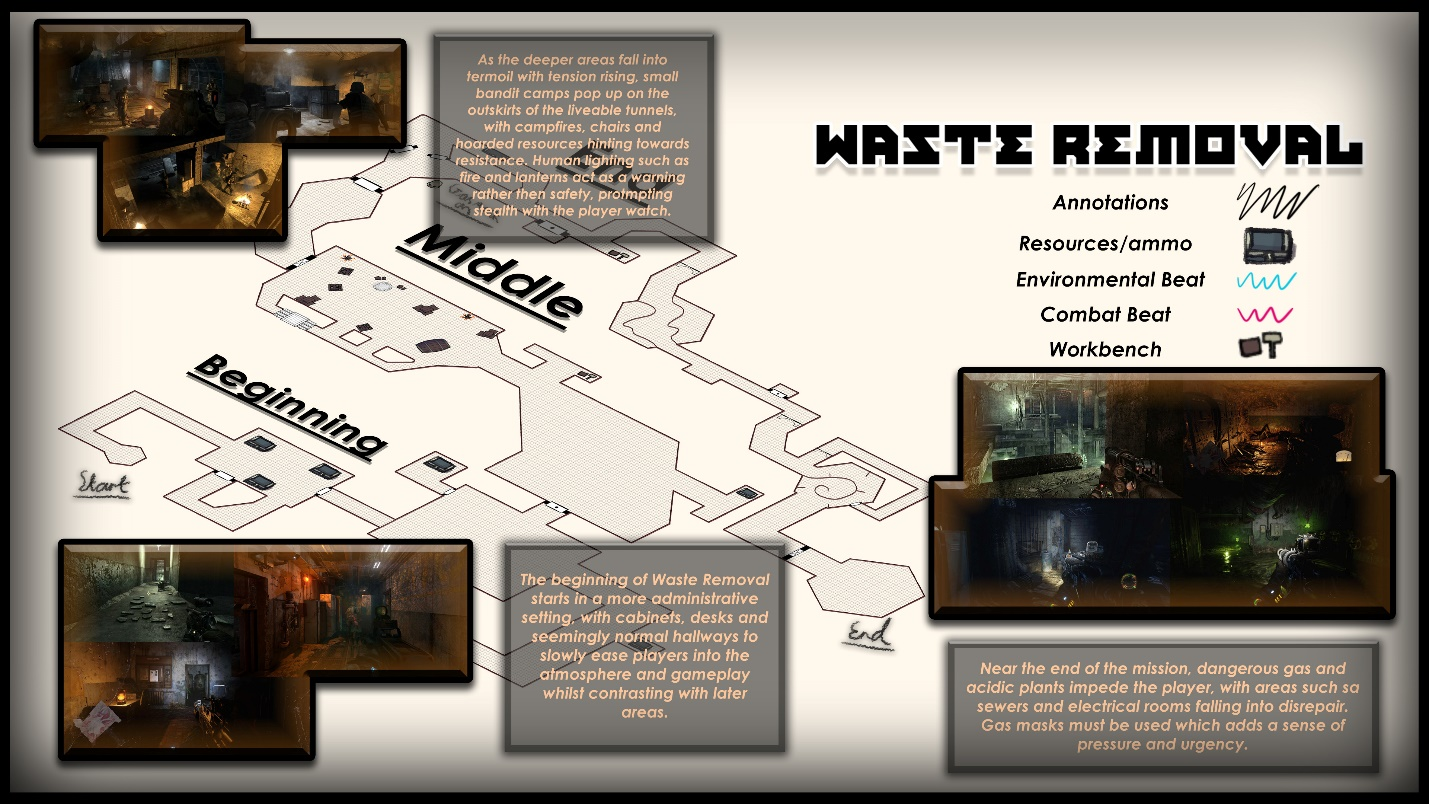 As the deeper areas fall into
termoil with tension rising, small
bandit camps pop up on the
outskirts of the liveable tunnels,
with campfires, chairs and
hoarded resources hinting towards
resistance. Human lighting such as
fire and lanterns act as a warning
rather then safety, protmpting
stealth with the player watch.
WASTE REMOVAL
Annotations
Resources/ammo
Environmental Beat
Combat Beat
Workbench
Middle
Beginning
Start
End
The beginning of Waste Removal
starts in a more administrative
setting, with cabinets, desks and
seemingly normal hallways to
slowly ease players into the
atmosphere and gameplay
whilst contrasting with later
areas.
Near the end of the mission, dangerous gas and
acidic plants impede the player, with areas such sa
sewers and electrical rooms falling into disrepair.
Gas masks must be used which adds a sense of
pressure and urgency.